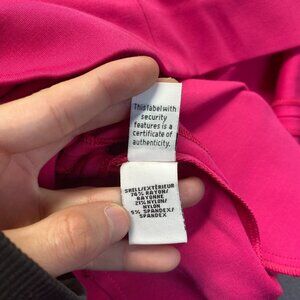 This label with
security
features is a
certificate of
authenticity.
SHELL/EXTÉRIEUR
74% RAYON/
RAYONNE
21% NYLON/
NYLON
5% SPANDEX/
SPANDEX